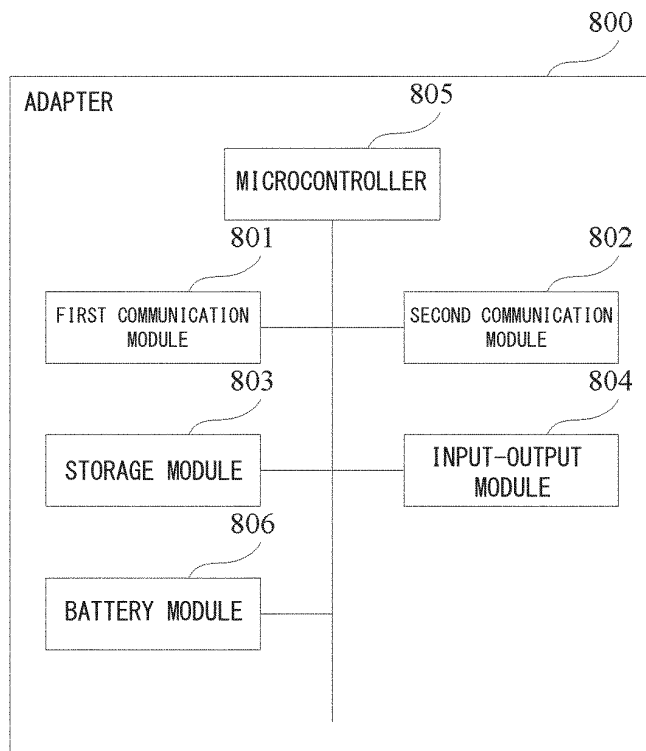 800
ADAPTER
805
MICROCONTROLLER
801
802
FIRST COMMUNICATION
MODULE
SECOND COMMUNICATION
MODULE
803
804
STORAGE MODULE
INPUT-OUTPUT
MODULE
806
BATTERY MODULE